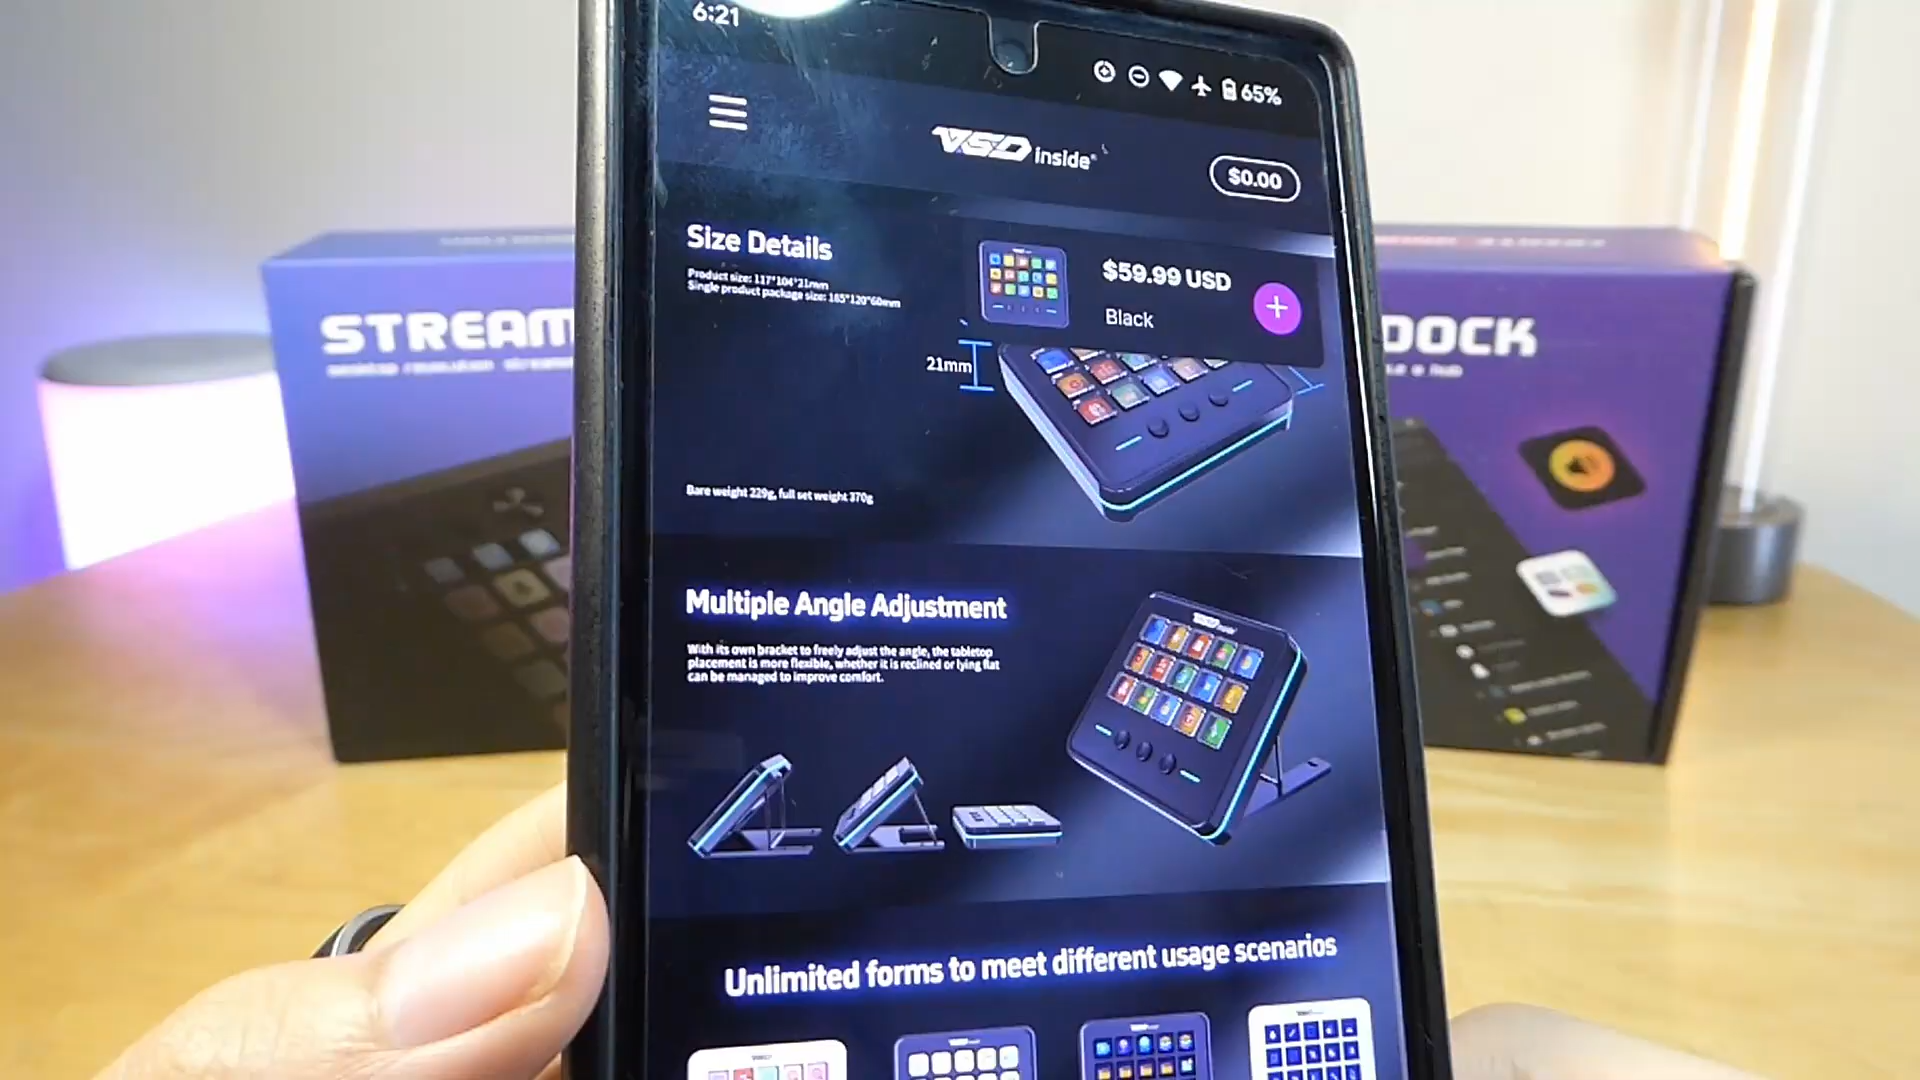 6:21
65%
VSD inside®
$0.00
Size Details
Product size: 117*104*21mm
Single product package size: 165*120*60mm
$59.99 USD
Black
21mm
STREAM
DOCK
Bare weight 229g, full set weight 370g
Multiple Angle Adjustment
With its own bracket to freely adjust the angle, the tabletop
placement is more flexible, whether it is reclined or lying flat
can be managed to improve comfort.
Unlimited forms to meet different usage scenarios